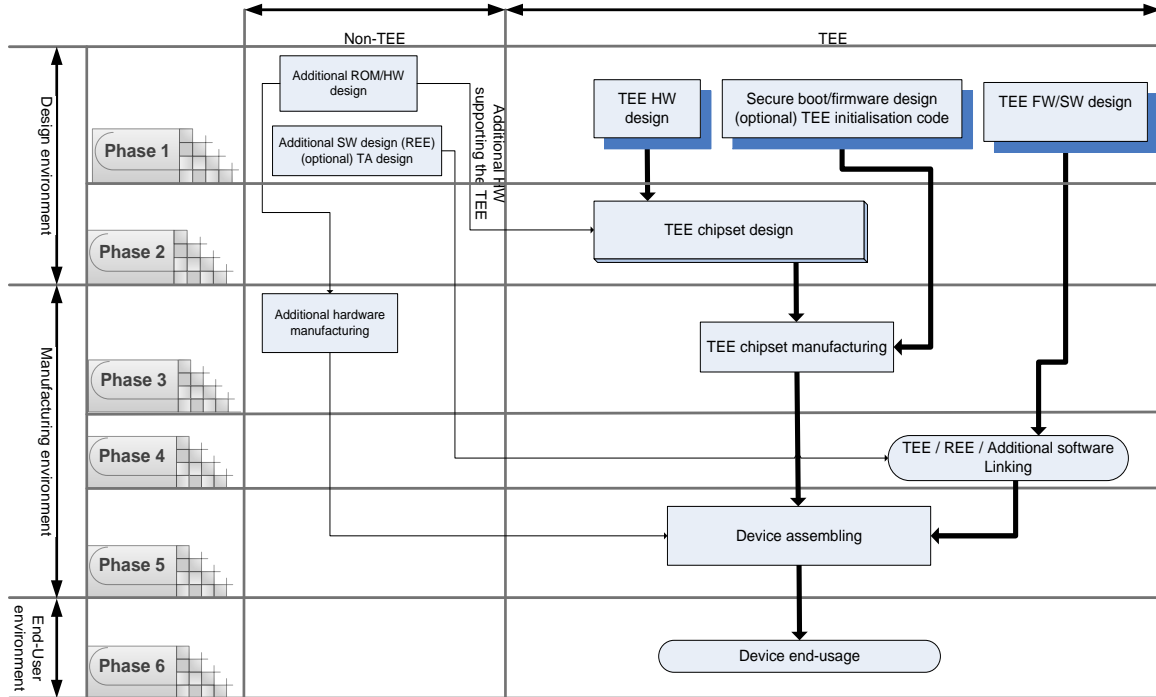 Non-TEE
TEE
Design environment
Phase 1
Additional ROM/HW
design
Additional SW design (REE)
(optional) TA design
Additional HW
supporting the TEE
TEE HW
design
Secure boot/firmware design
(optional) TEE initialisation code
TEE FW/SW design
Phase 2
TEE chipset design
Manufacturing environment
Phase 3
Additional hardware
manufacturing
TEE chipset manufacturing
Phase 4
TEE / REE / Additional software
Linking
Phase 5
Device assembling
End-User
environment
Phase 6
Device end-usage